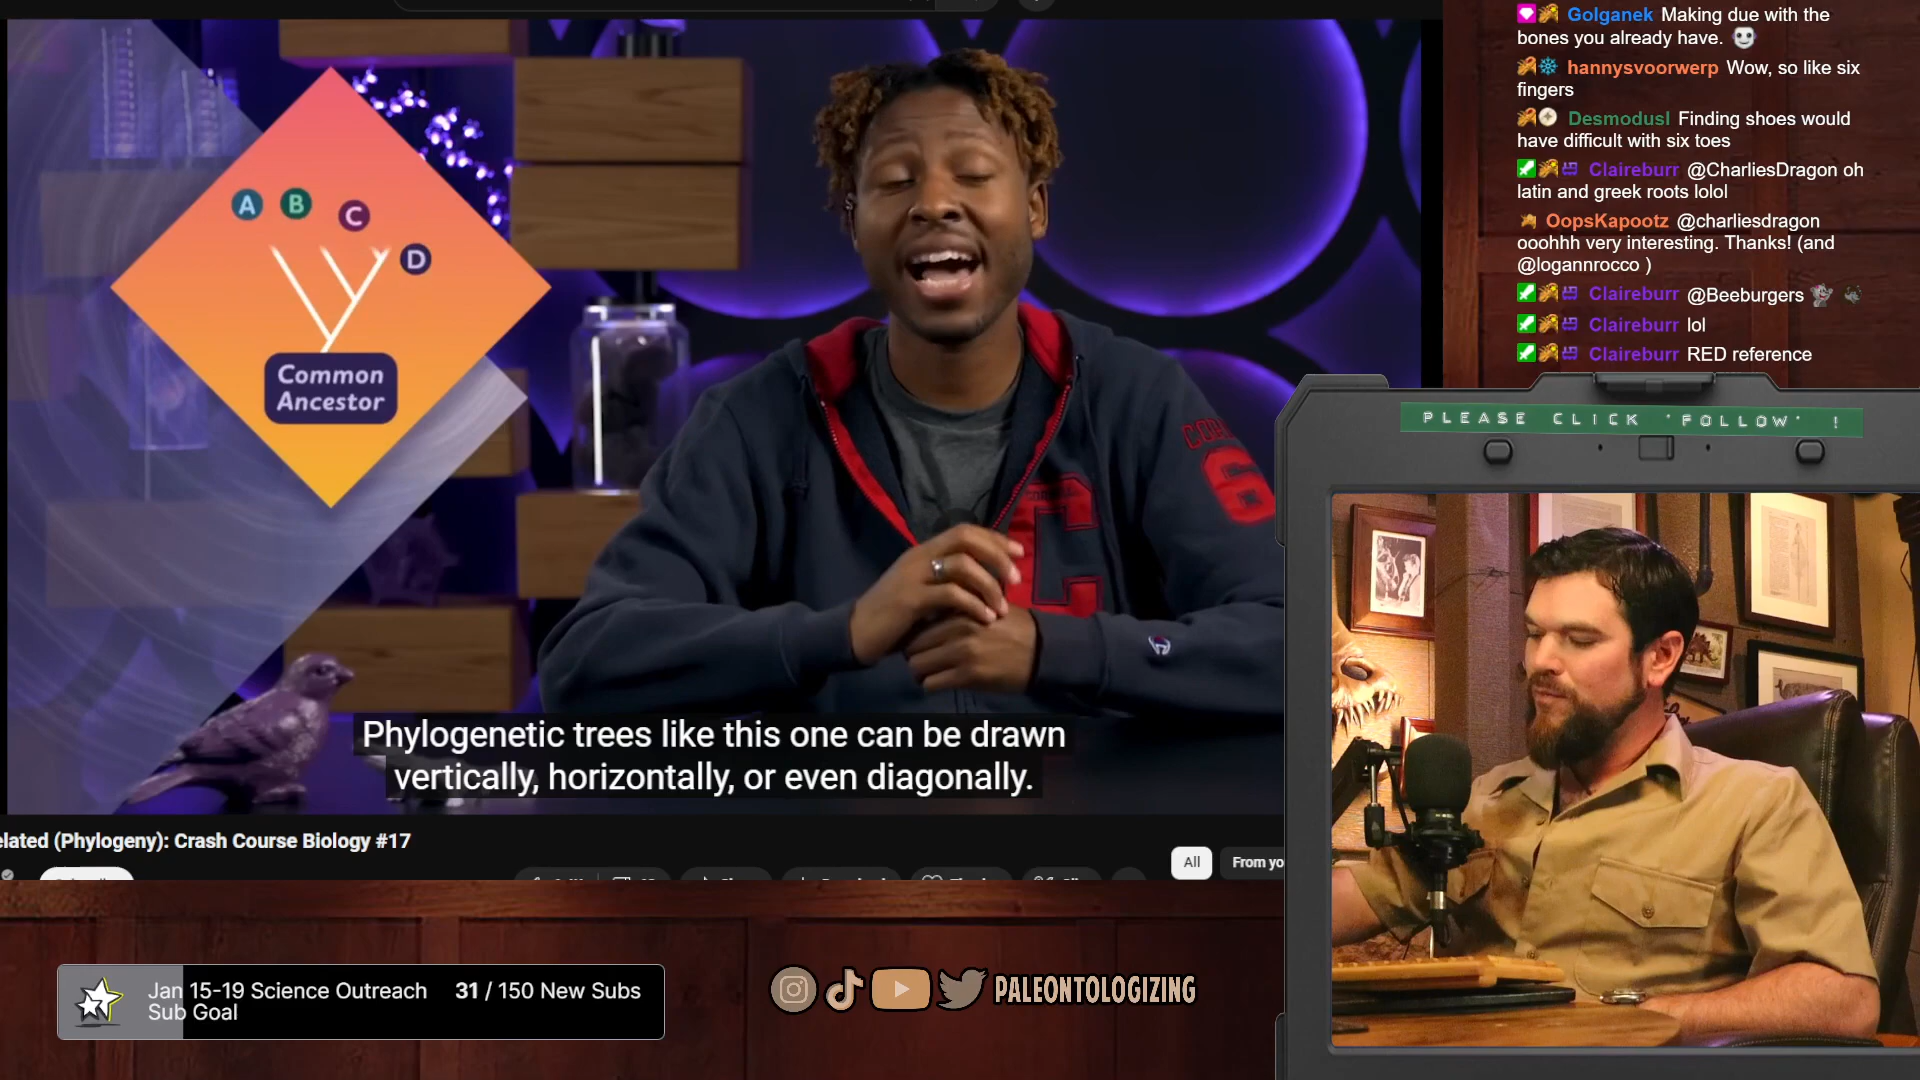 Golganek Making due with the
bones you already have.
hannysvoorwerp Wow, so like six
fingers
Desmodusl Finding shoes would
have difficult with six toes
Claireburr @CharliesDragon oh
latin and greek roots lolol
OopsKapootz @charliesdragon
ooohhh very interesting. Thanks! (and
@logannrocco )
Claireburr @Beeburgers
Claireburr lol
Claireburr RED reference
A B C
D
Common
Ancestor
C
6
PLEASE CLICK "FOLLOW" !
Phylogenetic trees like this one can be drawn
vertically, horizontally, or even diagonally.
elated (Phylogeny): Crash Course Biology #17
All From yo
Jan 15-19 Science Outreach 31 / 150 New Subs
Sub Goal
PALEONTOLOGIZING